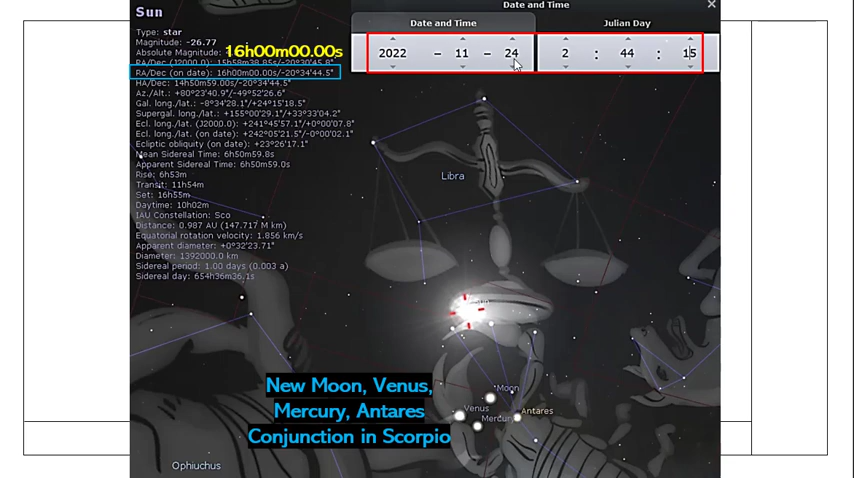 Sun
Date and Time
Date and Time
Julian Day
Type: star
Magnitude: -26.77
Absolute Magnitude
16h00m00.00s
RA/Dec (J2000.0): 15h58m38.85s/-20°30'45.8"
RA/Dec (on date): 16h00m00.00s/-20°34'44.5"
HA/Dec: 14h50m59.00s/-20°34'44.5"
Az./Alt.: +80°23'40.9"/-49°52'26.6"
Gal. long./lat.: -8°34'28.1"/+24°15'18.5"
Supergal. long./lat.: +155°00'29.1"/+33°33'04.2"
Ecl. long./lat. (J2000.0): +241°45'57.1"/+0°00'07.8"
Ecl. long./lat. (on date): +242°05'21.5"/-0°00'02.1"
Ecliptic obliquity (on date): +23°26'17.1"
Mean Sidereal Time: 6h50m59.8s
Apparent Sidereal Time: 6h50m59.0s
Rise: 6h53m
Transit: 11h54m
Set: 16h55m
Daytime: 10h02m
IAU Constellation: Sco
Distance: 0.987 AU (147.717 M km)
Equatorial rotation velocity: 1.856 km/s
Apparent diameter: +0°32'23.71"
Diameter: 1392000.0 km
Sidereal period: 1.00 days (0.003 a)
Sidereal day: 654h36m36.1s
2022 - 11 - 24
2 : 44 : 15
Libra
Sun
New Moon, Venus,
Mercury, Antares
Conjunction in Scorpio
Moon
Venus
Mercury
Antares
Ophiuchus